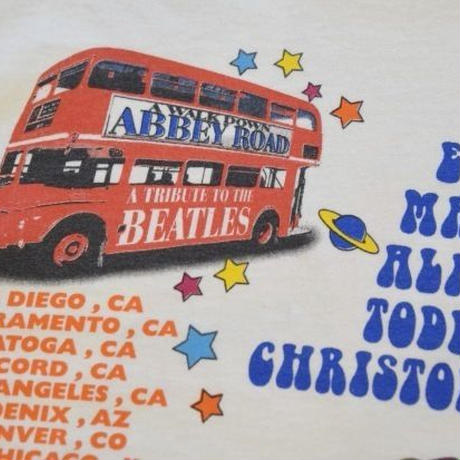 A WALK DOWN
ABBEY ROAD
A TRIBUTE TO THE
BEATLES
DIEGO, CA
RAMENTO, CA
ATOGA, CA
CORD, CA
ANGELES, CA
ENIX, AZ
NVER, CO
MA
AL
TOD
CHRISTO